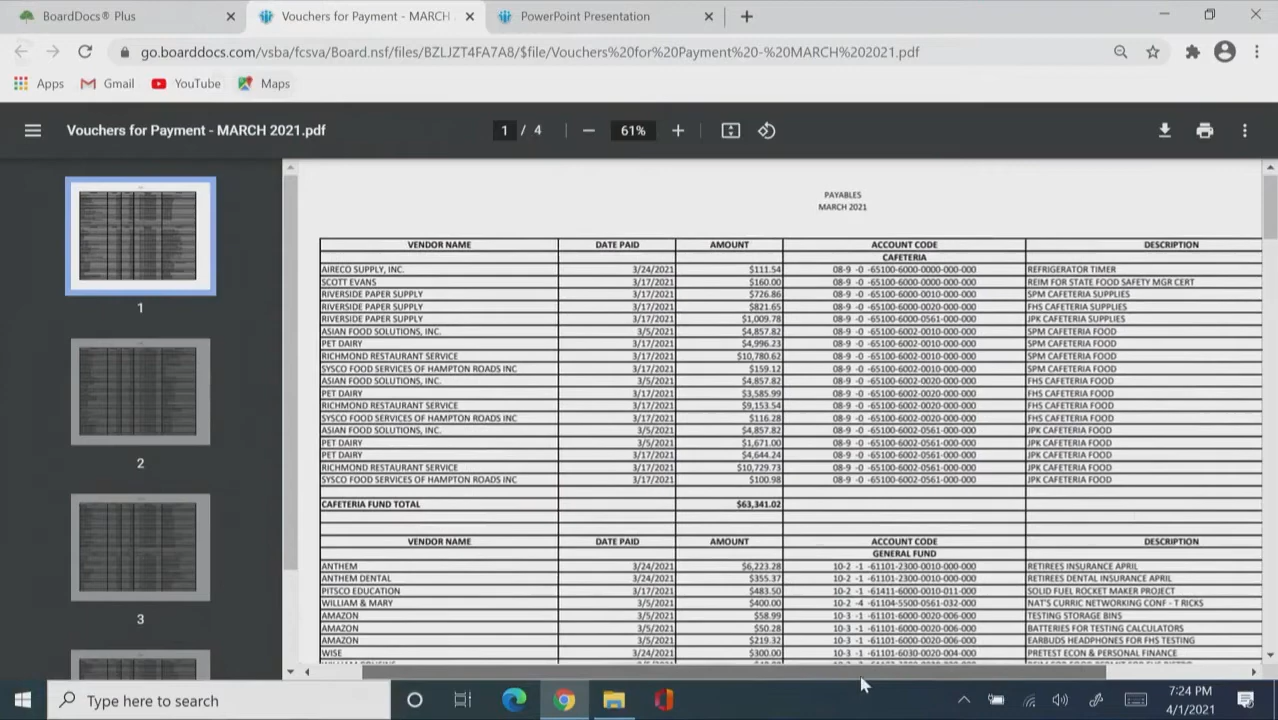 BoardDocs® Plus
Vouchers for Payment - MARCH
PowerPoint Presentation
go.boarddocs.com/vsba/fcsva/Board.nsf/files/BZLJZT4FA7A8/$file/Vouchers%20for%20Payment%20-%20MARCH%202021.pdf
Apps Gmail YouTube Maps
Vouchers for Payment - MARCH 2021.pdf 1 / 4 61%
PAYABLES
MARCH 2021
VENDOR NAME DATE PAID AMOUNT ACCOUNT CODE DESCRIPTION
CAFETERIA
AIRECO SUPPLY, INC. 3/24/2021 $111.54 08-9 -0 -65100-6000-0000-000-000 REFRIGERATOR TIMER
SCOTT EVANS 3/17/2021 $160.00 08-9 -0 -65100-6000-0000-000-000 REIM FOR STATE FOOD SAFETY MGR CERT
RIVERSIDE PAPER SUPPLY 3/17/2021 $726.86 08-9 -0 -65100-6000-0010-000-000 SPM CAFETERIA SUPPLIES
RIVERSIDE PAPER SUPPLY 3/17/2021 $821.65 08-9 -0 -65100-6000-0020-000-000 FHS CAFETERIA SUPPLIES
RIVERSIDE PAPER SUPPLY 3/17/2021 $1,009.78 08-9 -0 -65100-6000-0561-000-000 JPK CAFETERIA SUPPLIES
ASIAN FOOD SOLUTIONS, INC. 3/5/2021 $4,857.82 08-9 -0 -65100-6002-0010-000-000 SPM CAFETERIA FOOD
PET DAIRY 3/17/2021 $4,996.23 08-9 -0 -65100-6002-0010-000-000 SPM CAFETERIA FOOD
RICHMOND RESTAURANT SERVICE 3/17/2021 $10,780.62 08-9 -0 -65100-6002-0010-000-000 SPM CAFETERIA FOOD
SYSCO FOOD SERVICES OF HAMPTON ROADS INC 3/17/2021 $159.12 08-9 -0 -65100-6002-0010-000-000 SPM CAFETERIA FOOD
ASIAN FOOD SOLUTIONS, INC. 3/5/2021 $4,857.82 08-9 -0 -65100-6002-0020-000-000 FHS CAFETERIA FOOD
PET DAIRY 3/17/2021 $3,585.99 08-9 -0 -65100-6002-0020-000-000 FHS CAFETERIA FOOD
RICHMOND RESTAURANT SERVICE 3/17/2021 $9,153.54 08-9 -0 -65100-6002-0020-000-000 FHS CAFETERIA FOOD
SYSCO FOOD SERVICES OF HAMPTON ROADS INC 3/17/2021 $116.28 08-9 -0 -65100-6002-0020-000-000 FHS CAFETERIA FOOD
ASIAN FOOD SOLUTIONS, INC. 3/5/2021 $4,857.82 08-9 -0 -65100-6002-0561-000-000 JPK CAFETERIA FOOD
PET DAIRY 3/5/2021 $1,671.00 08-9 -0 -65100-6002-0561-000-000 JPK CAFETERIA FOOD
PET DAIRY 3/17/2021 $4,644.24 08-9 -0 -65100-6002-0561-000-000 JPK CAFETERIA FOOD
RICHMOND RESTAURANT SERVICE 3/17/2021 $10,729.73 08-9 -0 -65100-6002-0561-000-000 JPK CAFETERIA FOOD
SYSCO FOOD SERVICES OF HAMPTON ROADS INC 3/17/2021 $100.98 08-9 -0 -65100-6002-0561-000-000 JPK CAFETERIA FOOD
CAFETERIA FUND TOTAL $63,341.02
VENDOR NAME DATE PAID AMOUNT ACCOUNT CODE DESCRIPTION
GENERAL FUND
ANTHEM 3/24/2021 $6,223.28 10-2 -1 -61101-2300-0010-000-000 RETIREES INSURANCE APRIL
ANTHEM DENTAL 3/24/2021 $355.37 10-2 -1 -61101-2300-0010-000-000 RETIREES DENTAL INSURANCE APRIL
PITSCO EDUCATION 3/17/2021 $483.50 10-2 -1 -61411-6000-0010-011-000 SOLID FUEL ROCKET MAKER PROJECT
WILLIAM & MARY 3/5/2021 $400.00 10-2 -4 -61104-5500-0561-032-000 NAT'S CURRIC NETWORKING CONF - T RICKS
AMAZON 3/5/2021 $58.99 10-3 -1 -61101-6000-0020-006-000 TESTING STORAGE BINS
AMAZON 3/5/2021 $50.28 10-3 -1 -61101-6000-0020-006-000 BATTERIES FOR TESTING CALCULATORS
AMAZON 3/5/2021 $219.32 10-3 -1 -61101-6030-0020-006-000 EARBUDS HEADPHONES FOR FHS TESTING
WISE 3/24/2021 $300.00 10-3 -1 -61101-6030-0020-004-000 PRETEST ECON & PERSONAL FINANCE
1
2
3
Type here to search
7:24 PM
4/1/2021